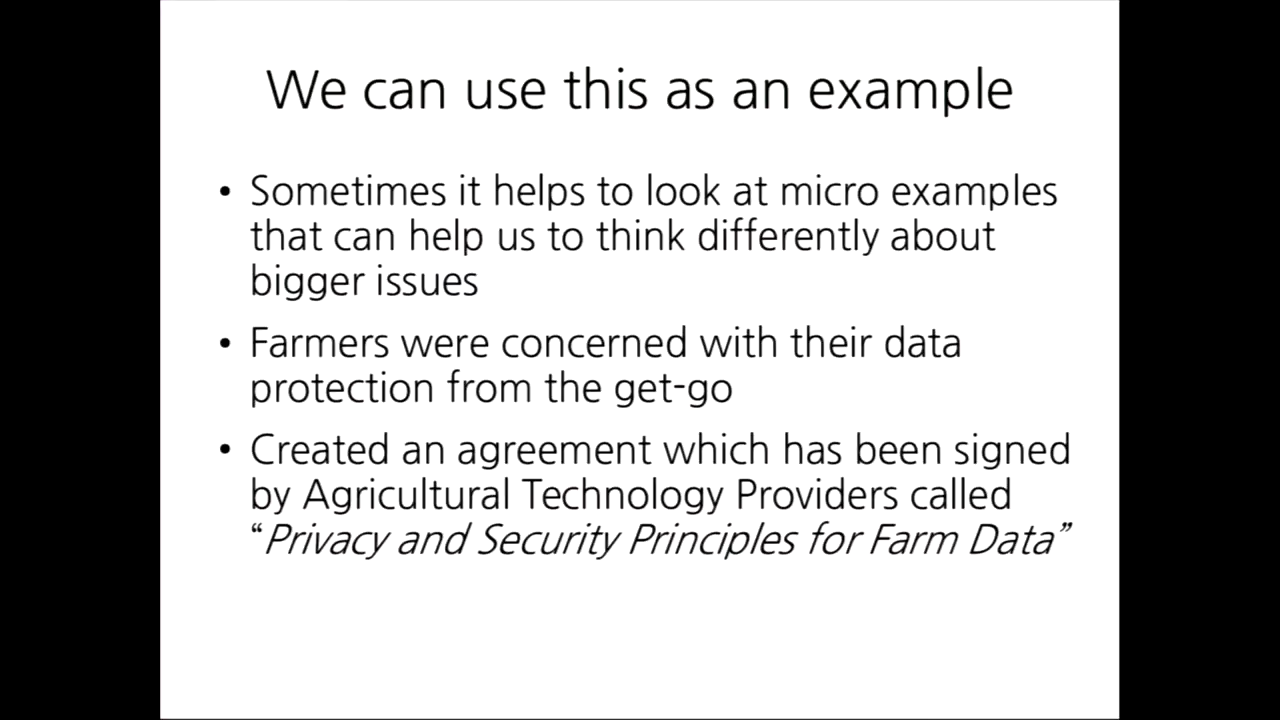 We can use this as an example
• Sometimes it helps to look at micro examples
that can help us to think differently about
bigger issues
• Farmers were concerned with their data
protection from the get-go
• Created an agreement which has been signed
by Agricultural Technology Providers called
“Privacy and Security Principles for Farm Data”